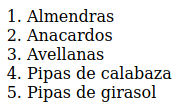 1. Almendras
2. Anacardos
3. Avellanas
4. Pipas de calabaza
5. Pipas de girasol